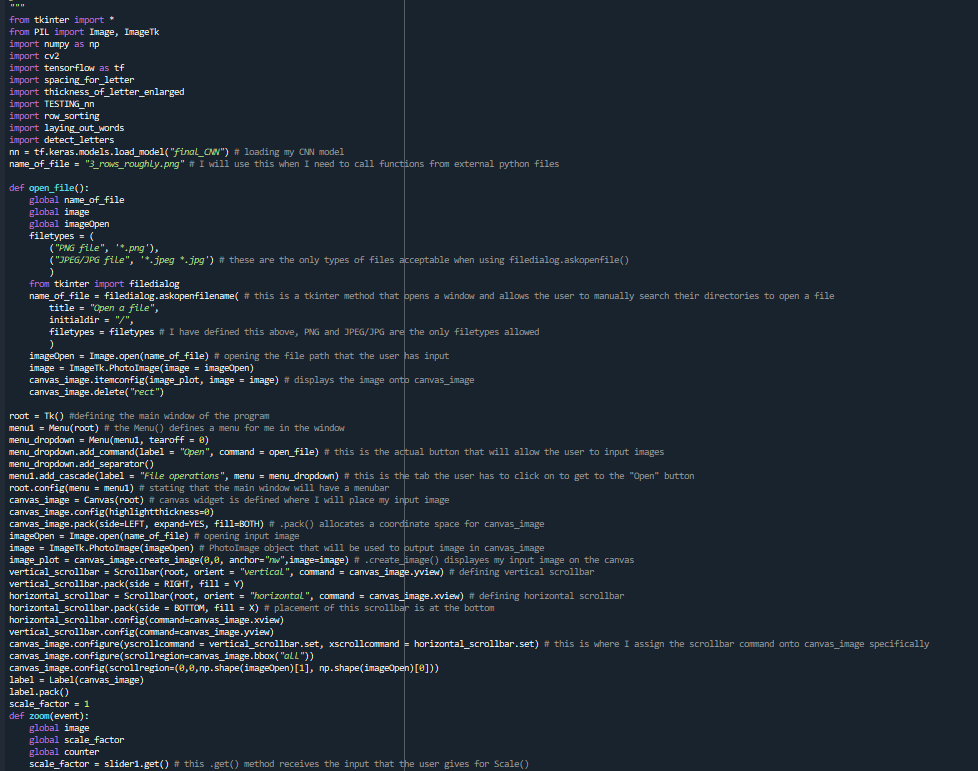 """
from tkinter import *
from PIL import Image, ImageTk
import numpy as np
import cv2
import tensorflow as tf
import spacing_for_letter
import thickness_of_letter_enlarged
import TESTING_nn
import row_sorting
import laying_out_words
import detect_letters
nn = tf.keras.models.load_model("final_CNN") # loading my CNN model
name_of_file = "3_rows_roughly.png" # I will use this when I need to call functions from external python files

def open_file():
    global name_of_file
    global image
    global imageOpen
    filetypes = (
        ("PNG file", '*.png'),
        ("JPEG/JPG file", '*.jpeg *.jpg') # these are the only types of files acceptable when using filedialog.askopenfile()
        )
    from tkinter import filedialog
    name_of_file = filedialog.askopenfilename( # this is a tkinter method that opens a window and allows the user to manually search their directories to open a file
        title = "Open a file",
        initialdir = "/",
        filetypes = filetypes # I have defined this above, PNG and JPEG/JPG are the only filetypes allowed
        )
    imageOpen = Image.open(name_of_file) # opening the file path that the user has input
    image = ImageTk.PhotoImage(image = imageOpen)
    canvas_image.itemconfig(image_plot, image = image) # displays the image onto canvas_image
    canvas_image.delete("rect")

root = Tk() #defining the main window of the program
menu1 = Menu(root) # the Menu() defines a menu for me in the window
menu_dropdown = Menu(menu1, tearoff = 0)
menu_dropdown.add_command(label = "Open", command = open_file) # this is the actual button that will allow the user to input images
menu_dropdown.add_separator()
menu1.add_cascade(label = "File operations", menu = menu_dropdown) # this is the tab the user has to click on to get to the "Open" button
root.config(menu = menu1) # stating that the main window will have a menubar
canvas_image = Canvas(root) # canvas widget is defined where I will place my input image
canvas_image.config(highlightthickness=0)
canvas_image.pack(side=LEFT, expand=YES, fill=BOTH) # .pack() allocates a coordinate space for canvas_image
imageOpen = Image.open(name_of_file) # opening input image
image = ImageTk.PhotoImage(imageOpen) # PhotoImage object that will be used to output image in canvas_image
image_plot = canvas_image.create_image(0,0, anchor="nw",image=image) # .create_image() displayes my input image on the canvas
vertical_scrollbar = Scrollbar(root, orient = "vertical", command = canvas_image.yview) # defining vertical scrollbar
vertical_scrollbar.pack(side = RIGHT, fill = Y)
horizontal_scrollbar = Scrollbar(root, orient = "horizontal", command = canvas_image.xview) # defining horizontal scrollbar
horizontal_scrollbar.pack(side = BOTTOM, fill = X) # placement of this scrollbar is at the bottom
horizontal_scrollbar.config(command=canvas_image.xview)
vertical_scrollbar.config(command=canvas_image.yview)
canvas_image.configure(yscrollcommand = vertical_scrollbar.set, xscrollcommand = horizontal_scrollbar.set) # this is where I assign the scrollbar command onto canvas_image specifically
canvas_image.configure(scrollregion=canvas_image.bbox("all"))
canvas_image.config(scrollregion=(0,0,np.shape(imageOpen)[1], np.shape(imageOpen)[0]))
label = Label(canvas_image)
label.pack()
scale_factor = 1
def zoom(event):
    global image
    global scale_factor
    global counter
    scale_factor = slider1.get() # this .get() method receives the input that the user gives for Scale()